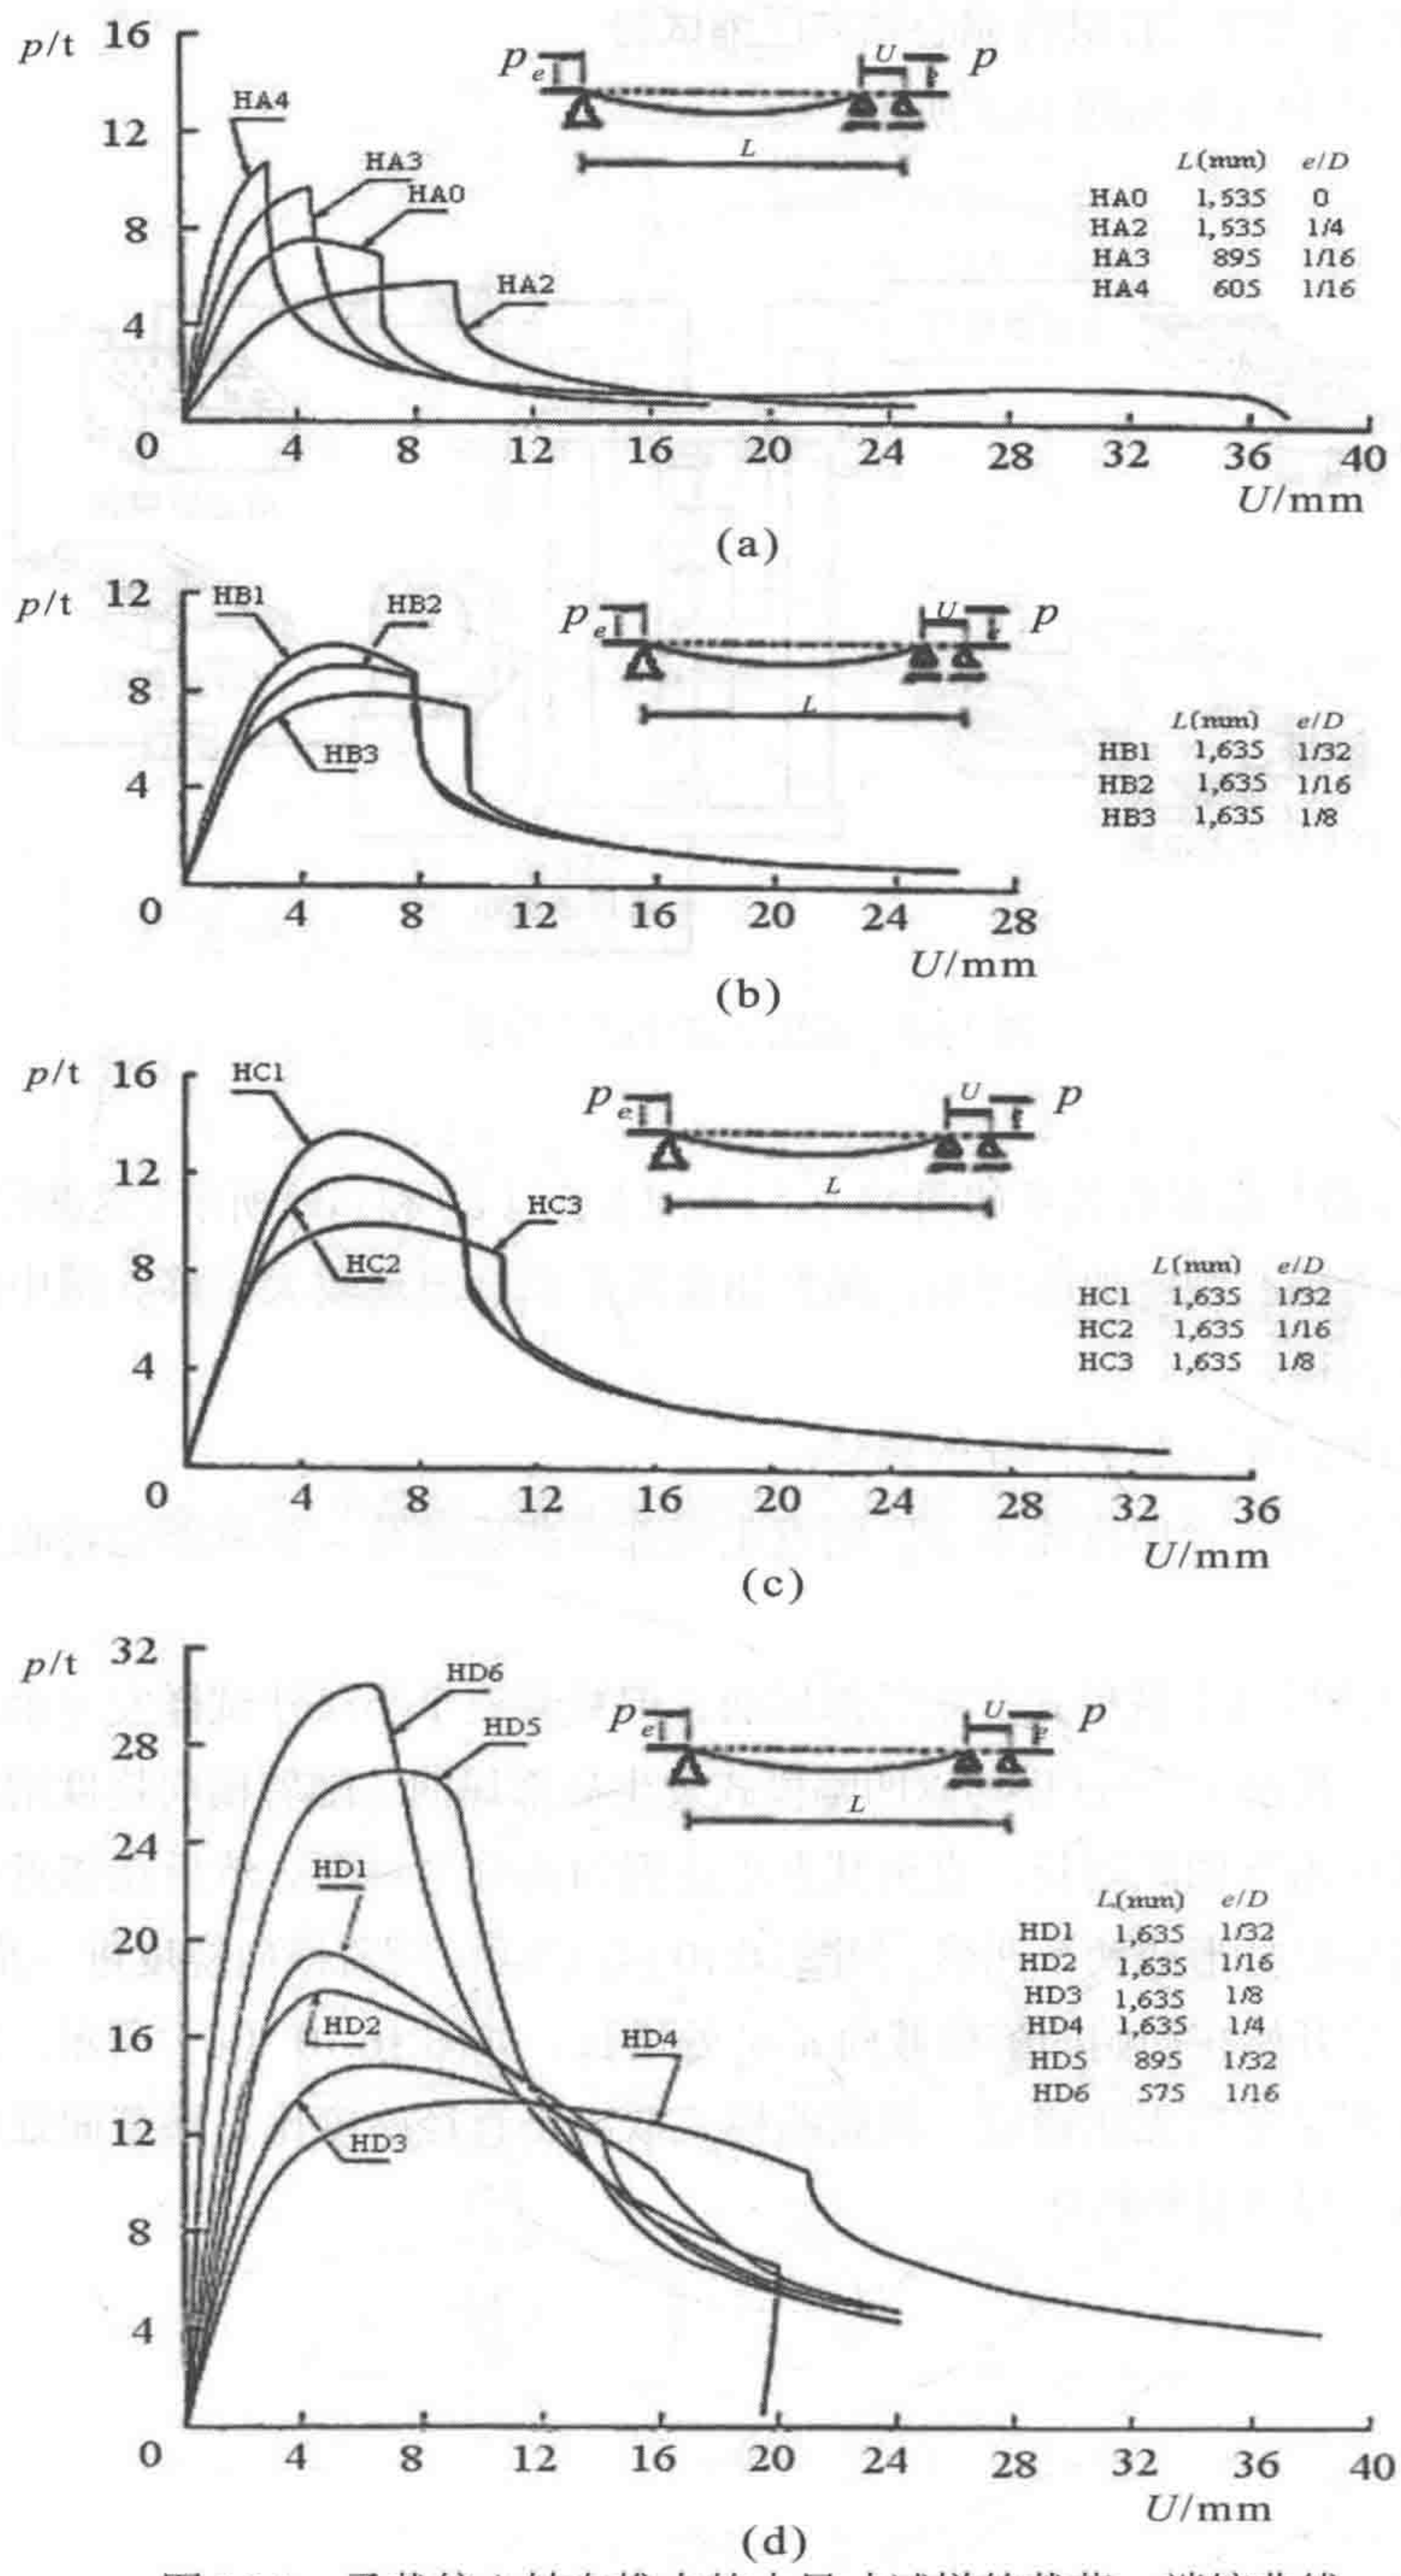 p/t 16
12
8
4
0 4 8 12 16 20 24 28 32 36 40
U/mm
HA4
HA3
HA0
HA2
p e U e p
L
L(mm) e/D
HA0 1,535 0
HA2 1,535 1/4
HA3 895 1/16
HA4 605 1/16
(a)
p/t 12
8
4
0 4 8 12 16 20 24 28
U/mm
HB1
HB2
HB3
p e U e p
L
L(mm) e/D
HB1 1,635 1/32
HB2 1,635 1/16
HB3 1,635 1/8
(b)
p/t 16
12
8
4
0 4 8 12 16 20 24 28 32 36
U/mm
HC1
HC3
HC2
p e U e p
L
L(mm) e/D
HC1 1,635 1/32
HC2 1,635 1/16
HC3 1,635 1/8
(c)
p/t 32
28
24
20
16
12
8
4
0 4 8 12 16 20 24 28 32 36 40
U/mm
HD6
HD5
HD1
HD2
HD4
HD3
p e U e p
L
L(mm) e/D
HD1 1,635 1/32
HD2 1,635 1/16
HD3 1,635 1/8
HD4 1,635 1/4
HD5 895 1/32
HD6 575 1/16
(d)